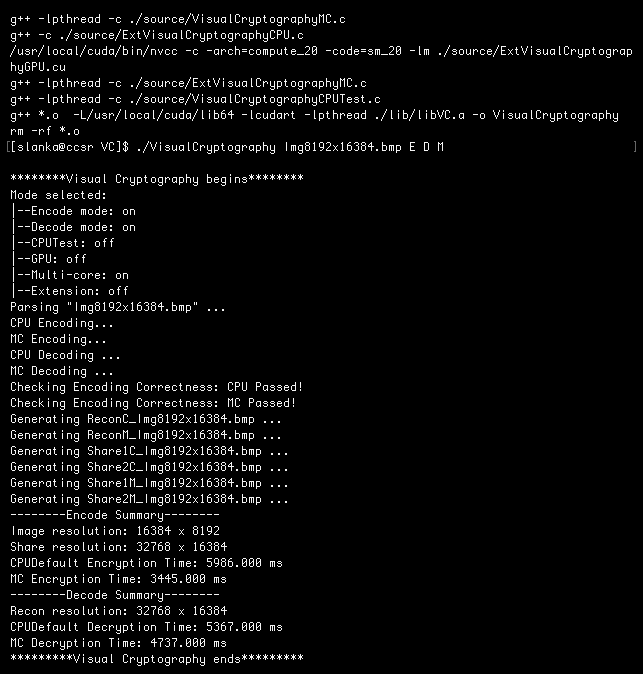 g++ -lpthread -c ./source/VisualCryptographyMC.c
g++ -c ./source/ExtVisualCryptographyCPU.c
/usr/local/cuda/bin/nvcc -c -arch=compute_20 -code=sm_20 -lm ./source/ExtVisualCryptograp
hyGPU.cu
g++ -lpthread -c ./source/ExtVisualCryptographyMC.c
g++ -lpthread -c ./source/VisualCryptographyCPUTest.c
g++ *.o  -L/usr/local/cuda/lib64 -lcudart -lpthread ./lib/libVC.a -o VisualCryptography
rm -rf *.o
[[slanka@ccsr VC]$ ./VisualCryptography Img8192x16384.bmp E D M ]
********Visual Cryptography begins********
Mode selected:
|--Encode mode: on
|--Decode mode: on
|--CPUTest: off
|--GPU: off
|--Multi-core: on
|--Extension: off
Parsing "Img8192x16384.bmp" ...
CPU Encoding...
MC Encoding...
CPU Decoding ...
MC Decoding ...
Checking Encoding Correctness: CPU Passed!
Checking Encoding Correctness: MC Passed!
Generating ReconC_Img8192x16384.bmp ...
Generating ReconM_Img8192x16384.bmp ...
Generating Share1C_Img8192x16384.bmp ...
Generating Share2C_Img8192x16384.bmp ...
Generating Share1M_Img8192x16384.bmp ...
Generating Share2M_Img8192x16384.bmp ...
--------Encode Summary--------
Image resolution: 16384 x 8192
Share resolution: 32768 x 16384
CPUDefault Encryption Time: 5986.000 ms
MC Encryption Time: 3445.000 ms
--------Decode Summary--------
Recon resolution: 32768 x 16384
CPUDefault Decryption Time: 5367.000 ms
MC Decryption Time: 4737.000 ms
*********Visual Cryptography ends*********